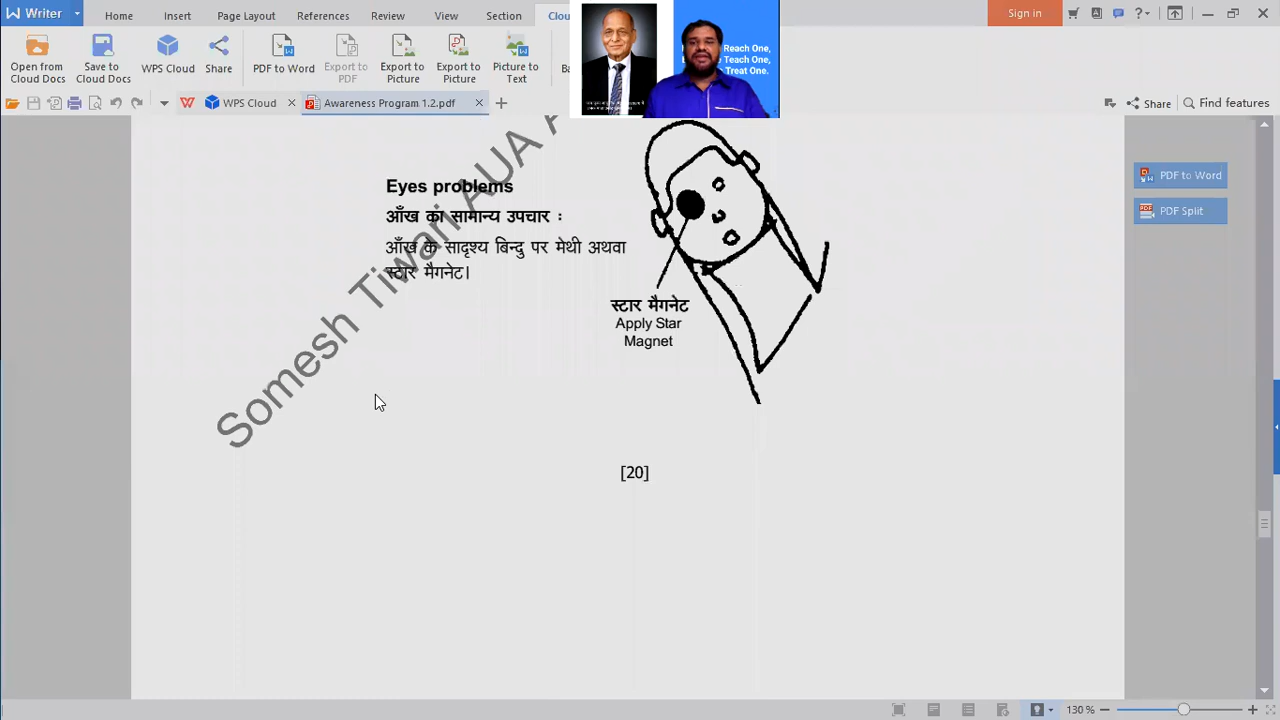 Writer
Home
Insert
Page Layout
References
Review
View
Section
Sign in
Open from
Cloud Docs
Save to
Cloud Docs
WPS Cloud
Share
PDF to Word
Export to
PDF
Export to
Picture
Export to
Picture
Picture
to Text
Reach One,
Teach One,
Treat One.
WPS Cloud
Awareness Program 1.2.pdf
Share
Find features
Eyes problems
आँख का सामान्य उपचार :
आँख के सादृश्य बिन्दु पर मेथी अथवा
स्टार मैगनेट।
स्टार मैगनेट
Apply Star
Magnet
Somesh Tiwari AUA
[20]
PDF to Word
PDF Split
130 %